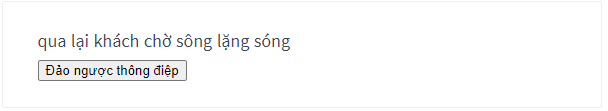 qua lại khách chờ sông lặng sóng
Đảo ngược thông điệp